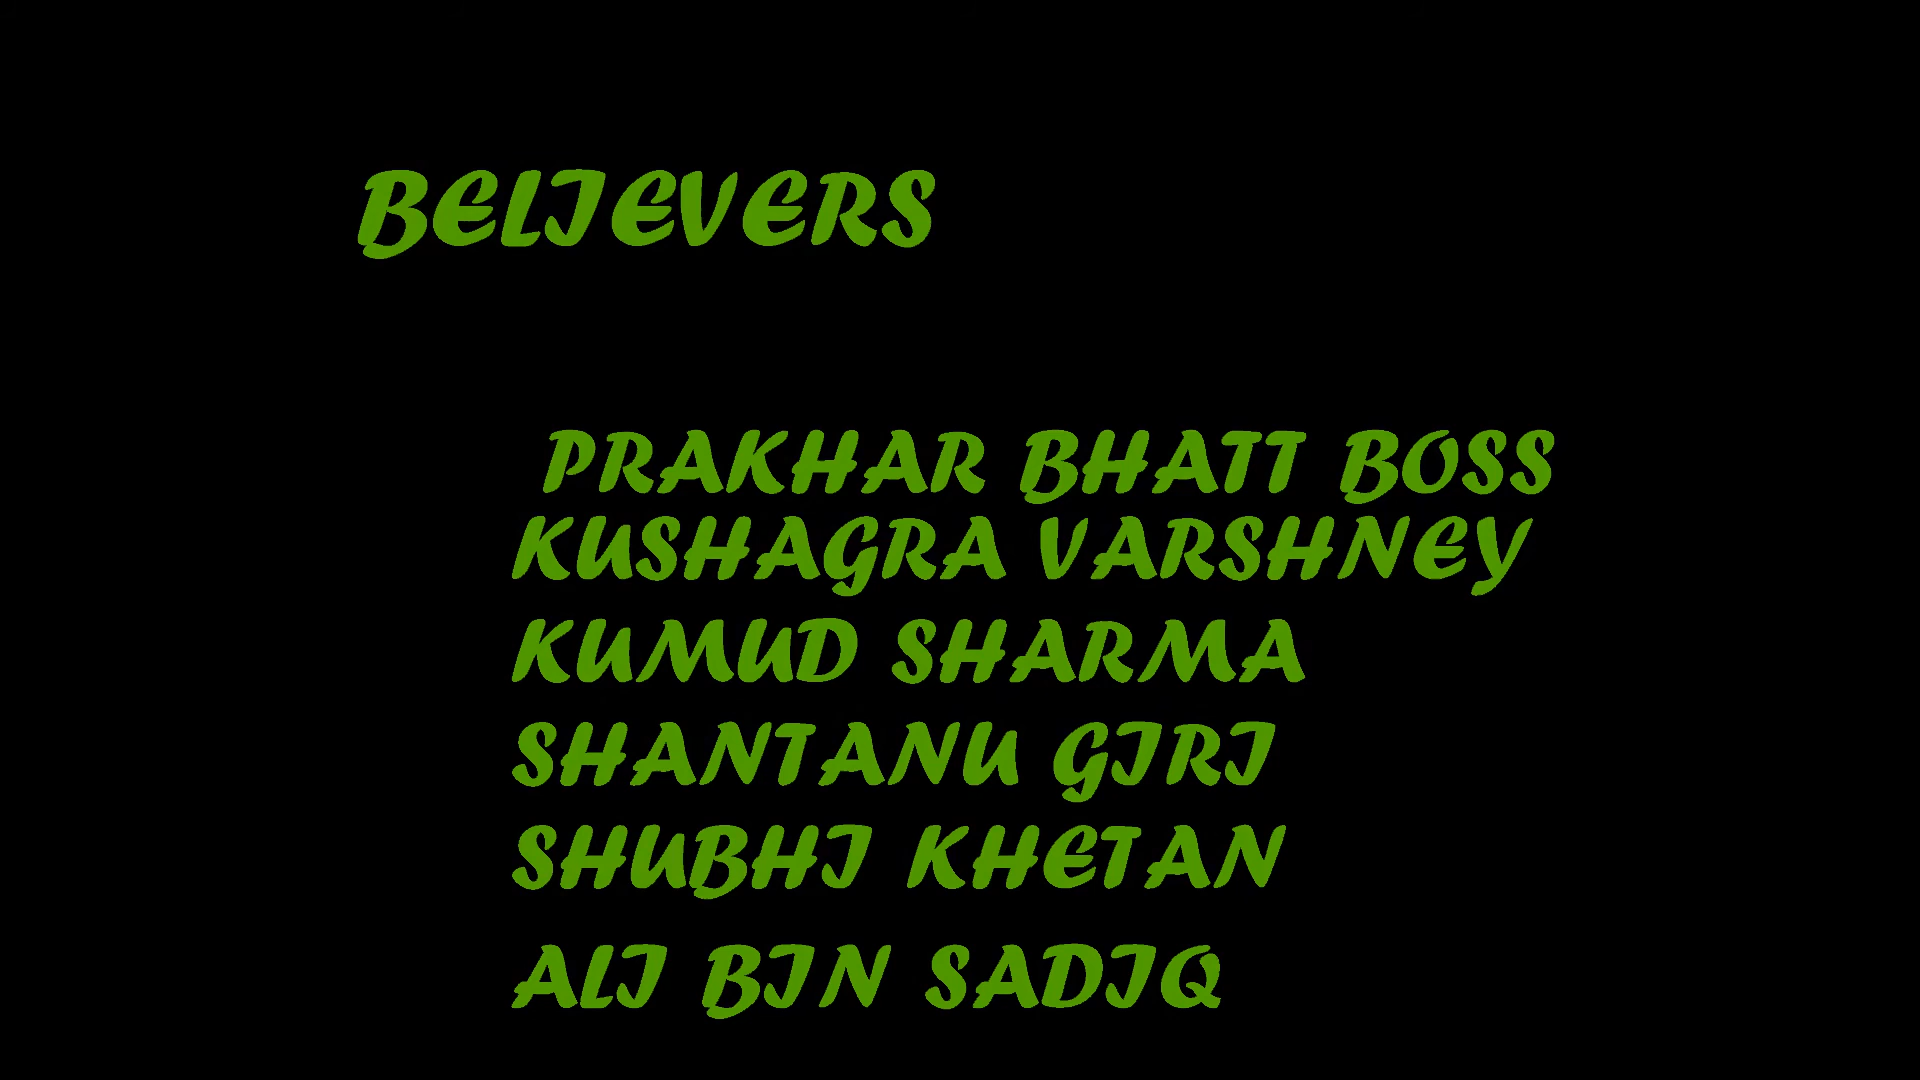 BELIEVERS
PRAKHAR BHATT BOSS
KUSHAGRA VARSHNEY
KUMUD SHARMA
SHANTANU GIRI
SHUBHI KHETAN
ALI BIN SADIQ